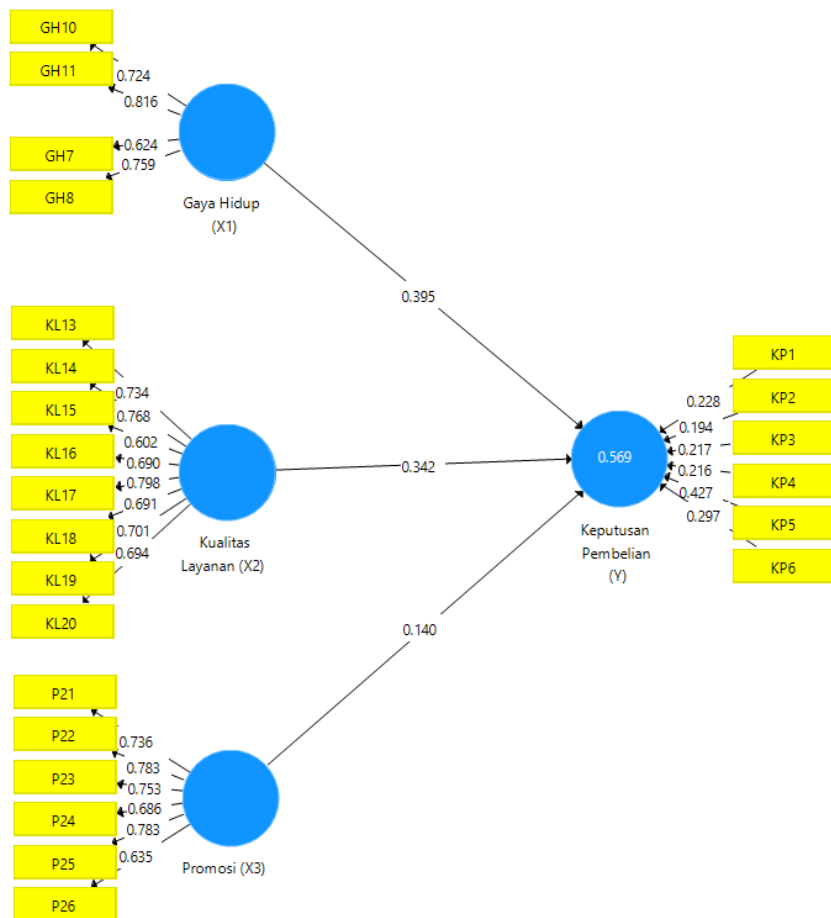 GH10
GH11
GH7
GH8
0.724
0.816
0.624
0.759
Gaya Hidup
(X1)
0.395
KL13
KL14
KL15
KL16
KL17
KL18
KL19
KL20
0.734
0.768
0.602
0.690
0.798
0.691
0.701
0.694
Kualitas
Layanan (X2)
0.342
P21
P22
P23
P24
P25
P26
0.736
0.783
0.753
0.686
0.783
0.635
Promosi (X3)
0.140
0.569
Keputusan
Pembelian
(Y)
0.228
0.194
0.217
0.216
0.427
0.297
KP1
KP2
KP3
KP4
KP5
KP6